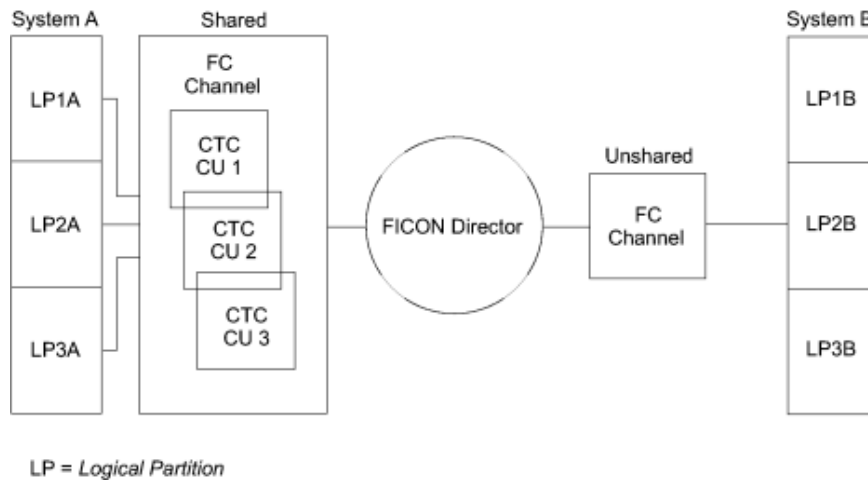 System A
Shared
System B
LP1A
LP2A
LP3A
FC
Channel
CTC
CU 1
CTC
CU 2
CTC
CU 3
FICON Director
Unshared
FC
Channel
LP1B
LP2B
LP3B
LP = Logical Partition